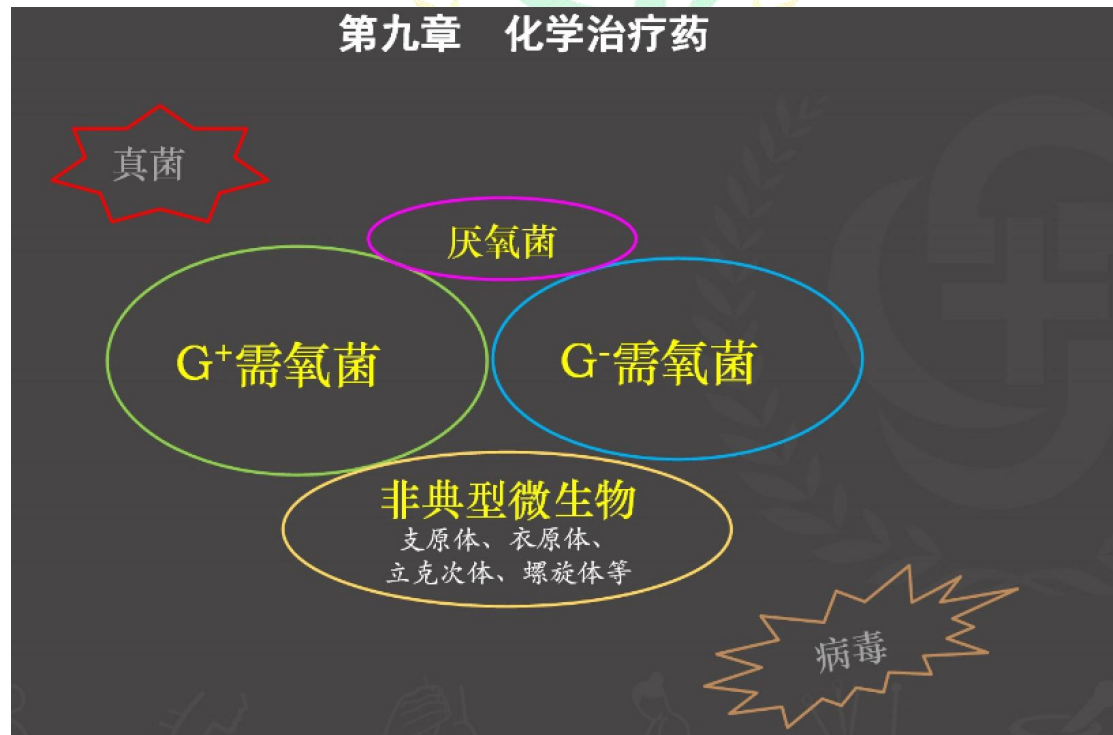 第九章 化学治疗药
真菌
厌氧菌
G⁺需氧菌
G⁻需氧菌
非典型微生物
支原体、衣原体、
立克次体、螺旋体等
病毒